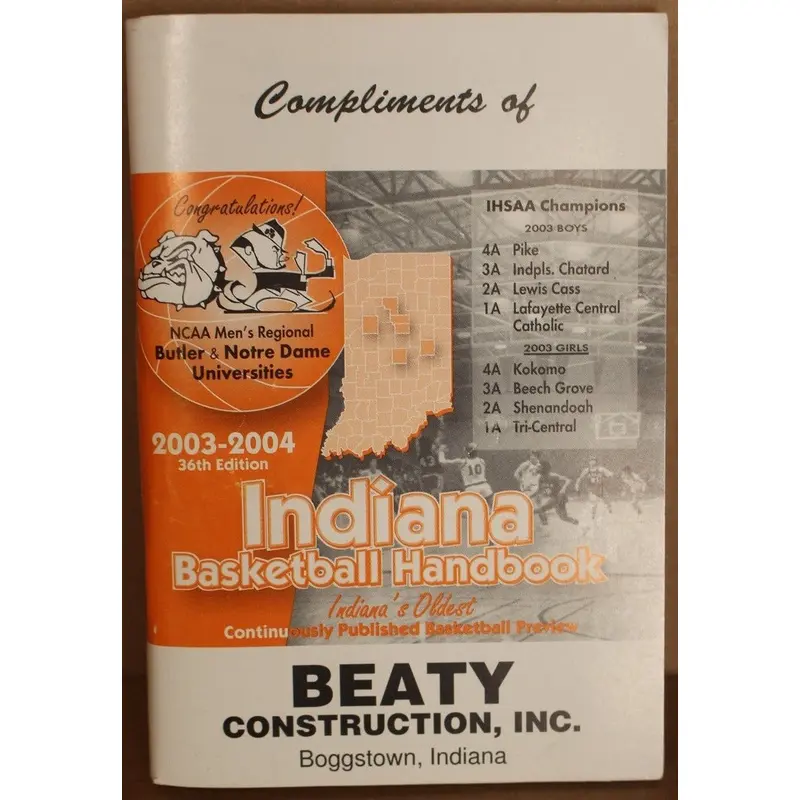 Compliments of
Congratulations!
NCAA Men's Regional
Butler & Notre Dame
Universities
IHSAA Champions
2003 BOYS
4A Pike
3A Indpls. Chatard
2A Lewis Cass
1A Lafayette Central
Catholic
2003 GIRLS
4A Kokomo
3A Beech Grove
2A Shenandoah
1A Tri-Central
2003-2004
36th Edition
10
Indiana
Basketball Handbook
Indiana's Oldest
Continuously Published Basketball Preview
BEATY
CONSTRUCTION, INC.
Boggstown, Indiana